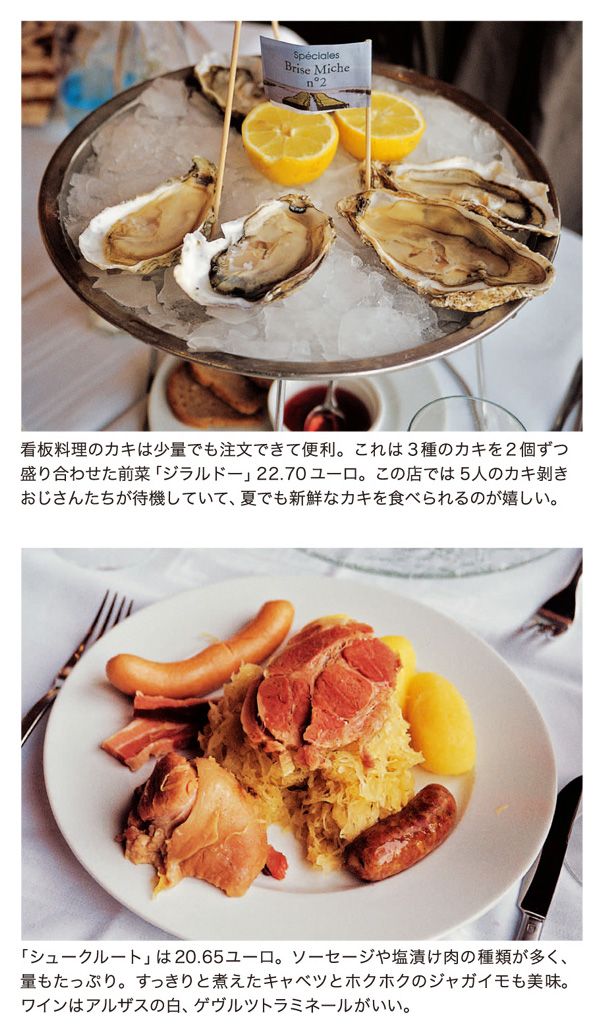 Spéciales
Brise Miche
n°2
看板料理のカキは少量でも注文できて便利。これは３種のカキを２個ずつ
盛り合わせた前菜「ジラルドー」22.70ユーロ。この店では５人のカキ剝き
おじさんたちが待機していて、夏でも新鮮なカキを食べられるのが嬉しい。
「シュークルート」は20.65ユーロ。ソーセージや塩漬け肉の種類が多く、
量もたっぷり。すっきりと煮えたキャベツとホクホクのジャガイモも美味。
ワインはアルザスの白、ゲヴルツトラミネールがいい。